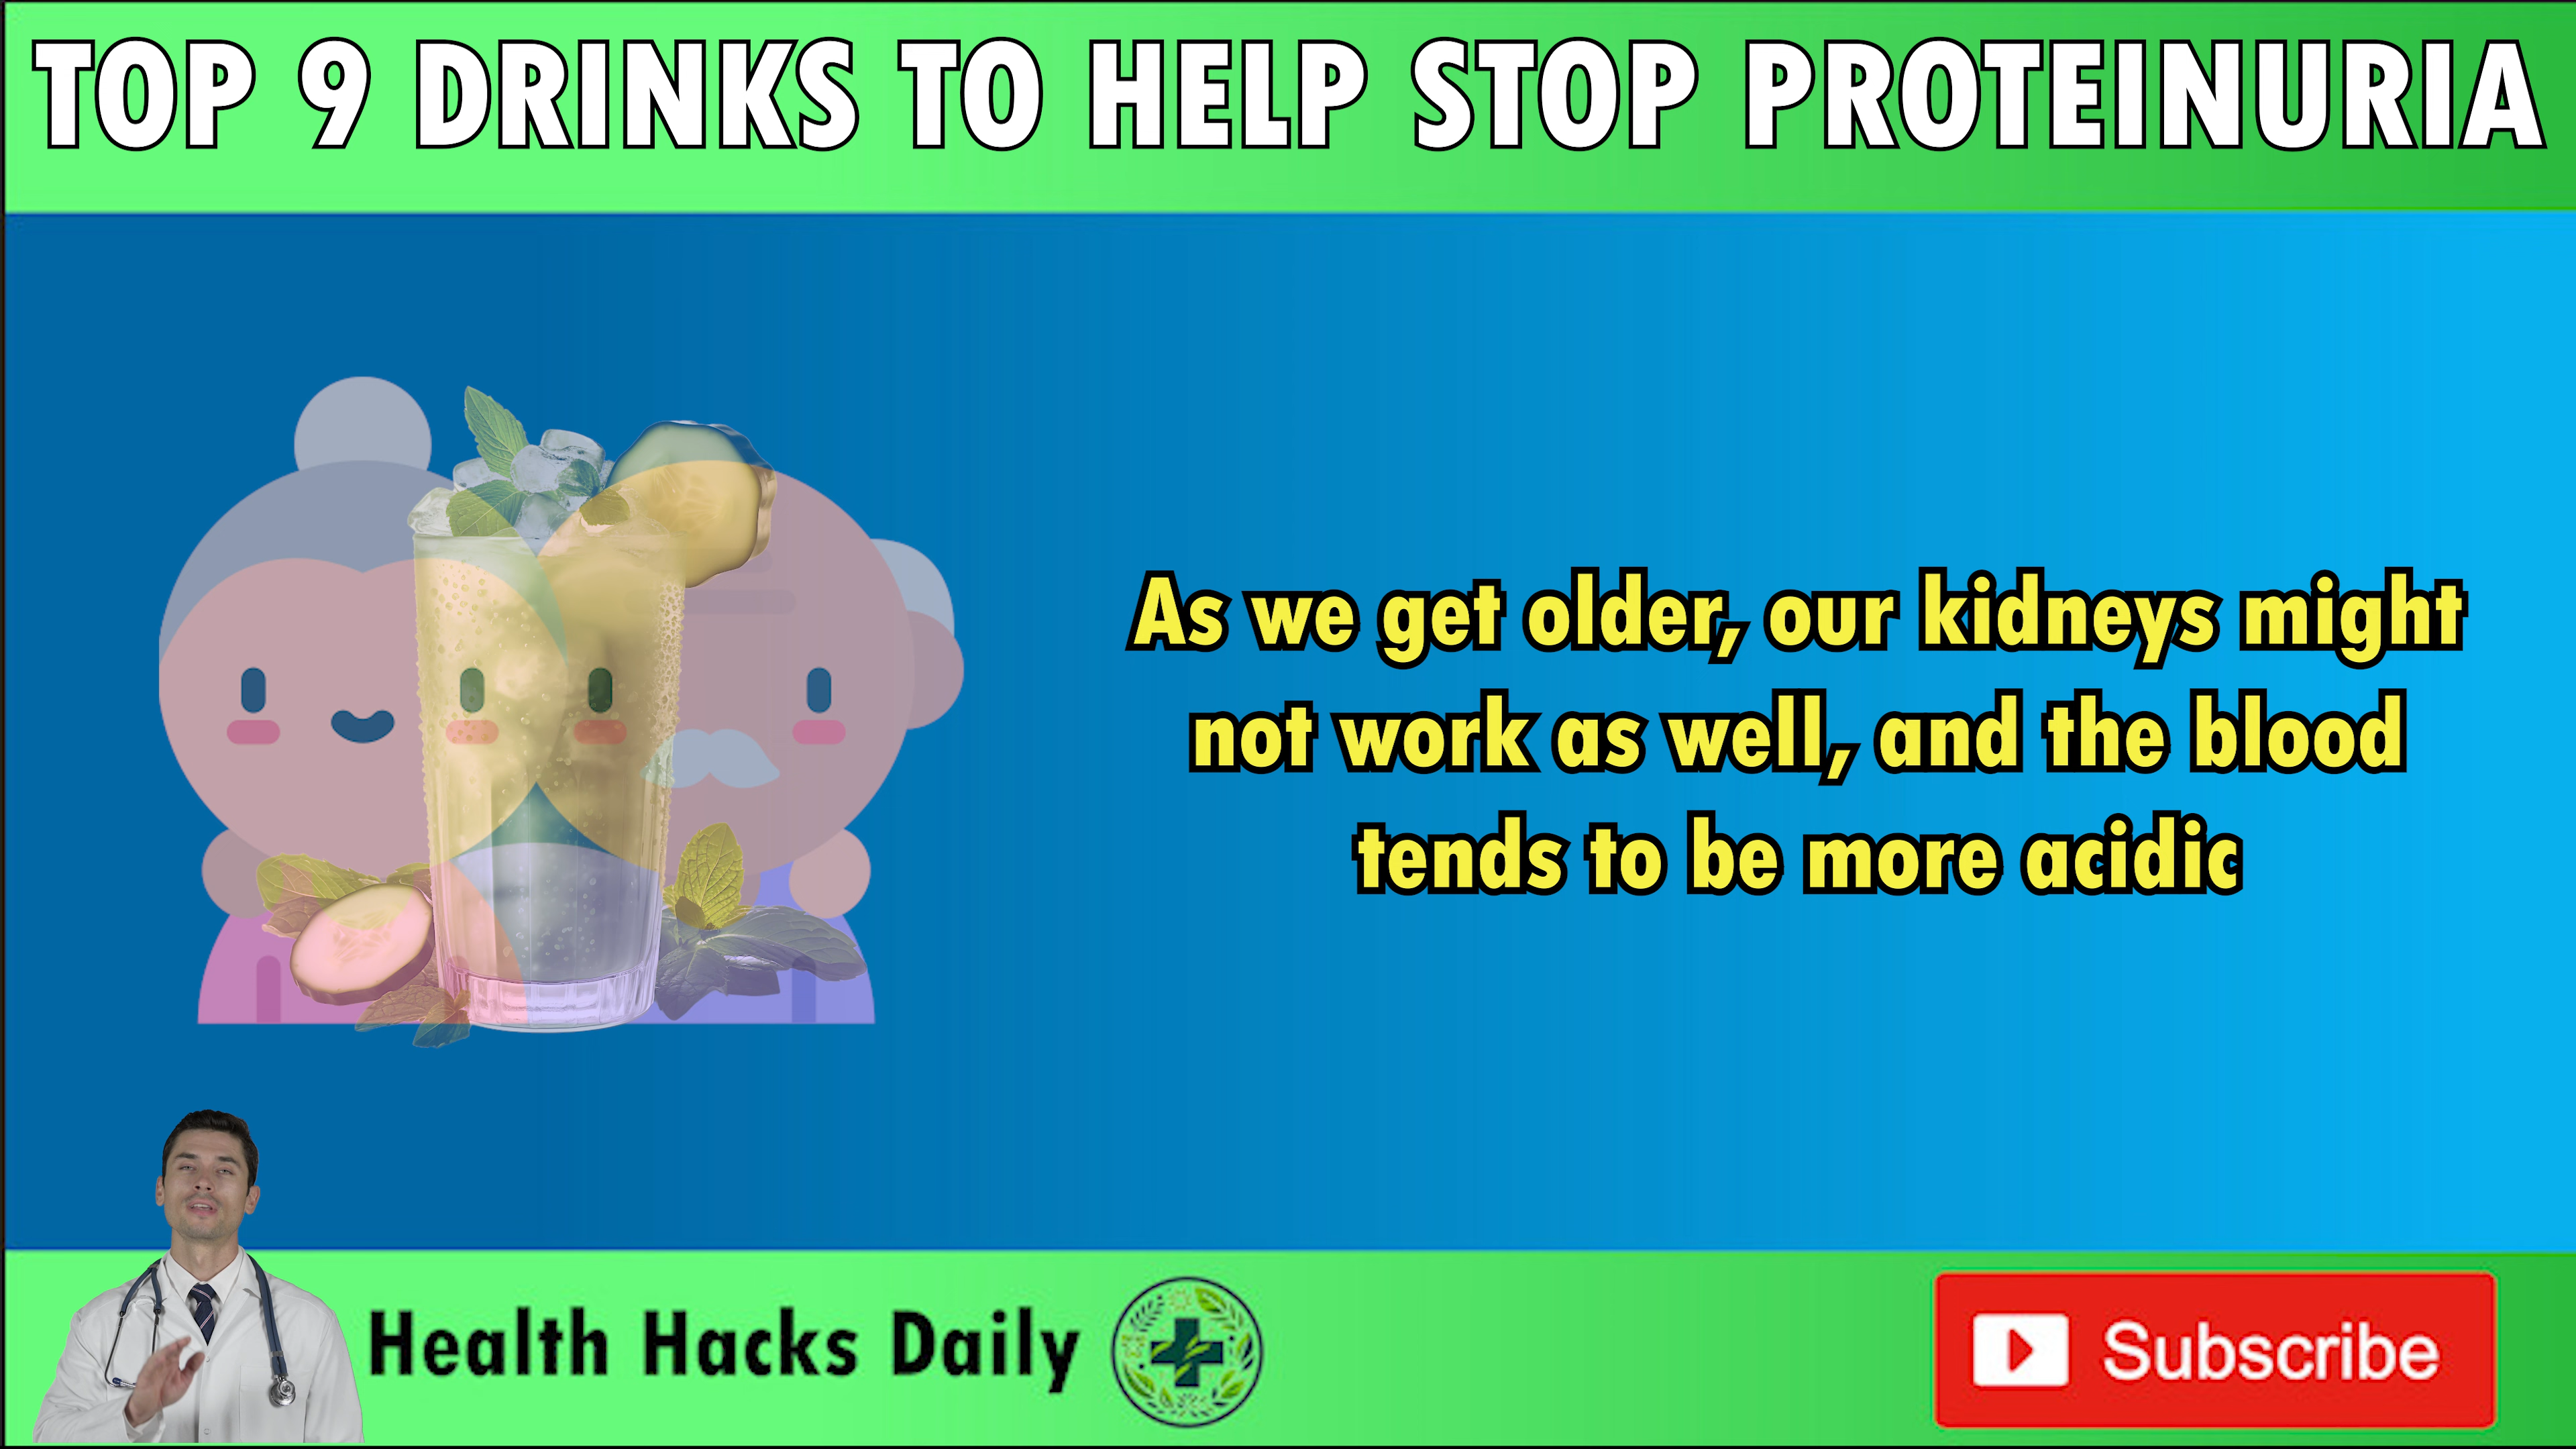 TOP 9 DRINKS TO HELP STOP PROTEINURIA
As we get older, our kidneys might
not work as well, and the blood
tends to be more acidic
Health Hacks Daily
Subscribe